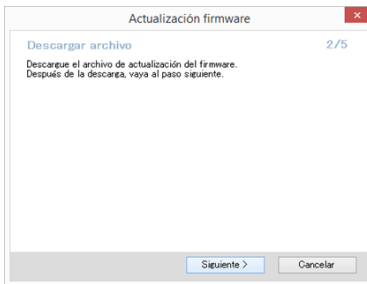 Actualización firmware
Descargar archivo 2/5
Descargue el archivo de actualización del firmware.
Después de la descarga, vaya al paso siguiente.
Siguiente > Cancelar